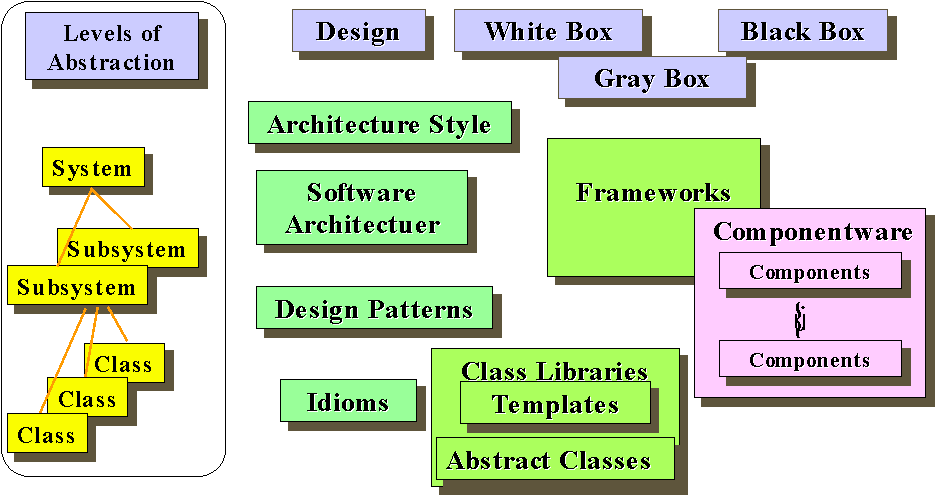 Levels of
Abstraction
Design
White Box
Black Box
Gray Box
Architecture Style
System
Software
Architectuer
Frameworks
Subsystem
Subsystem
Componentware
Components
Components
Design Patterns
Class
Class
Class
Idioms
Class Libraries
Templates
Abstract Classes